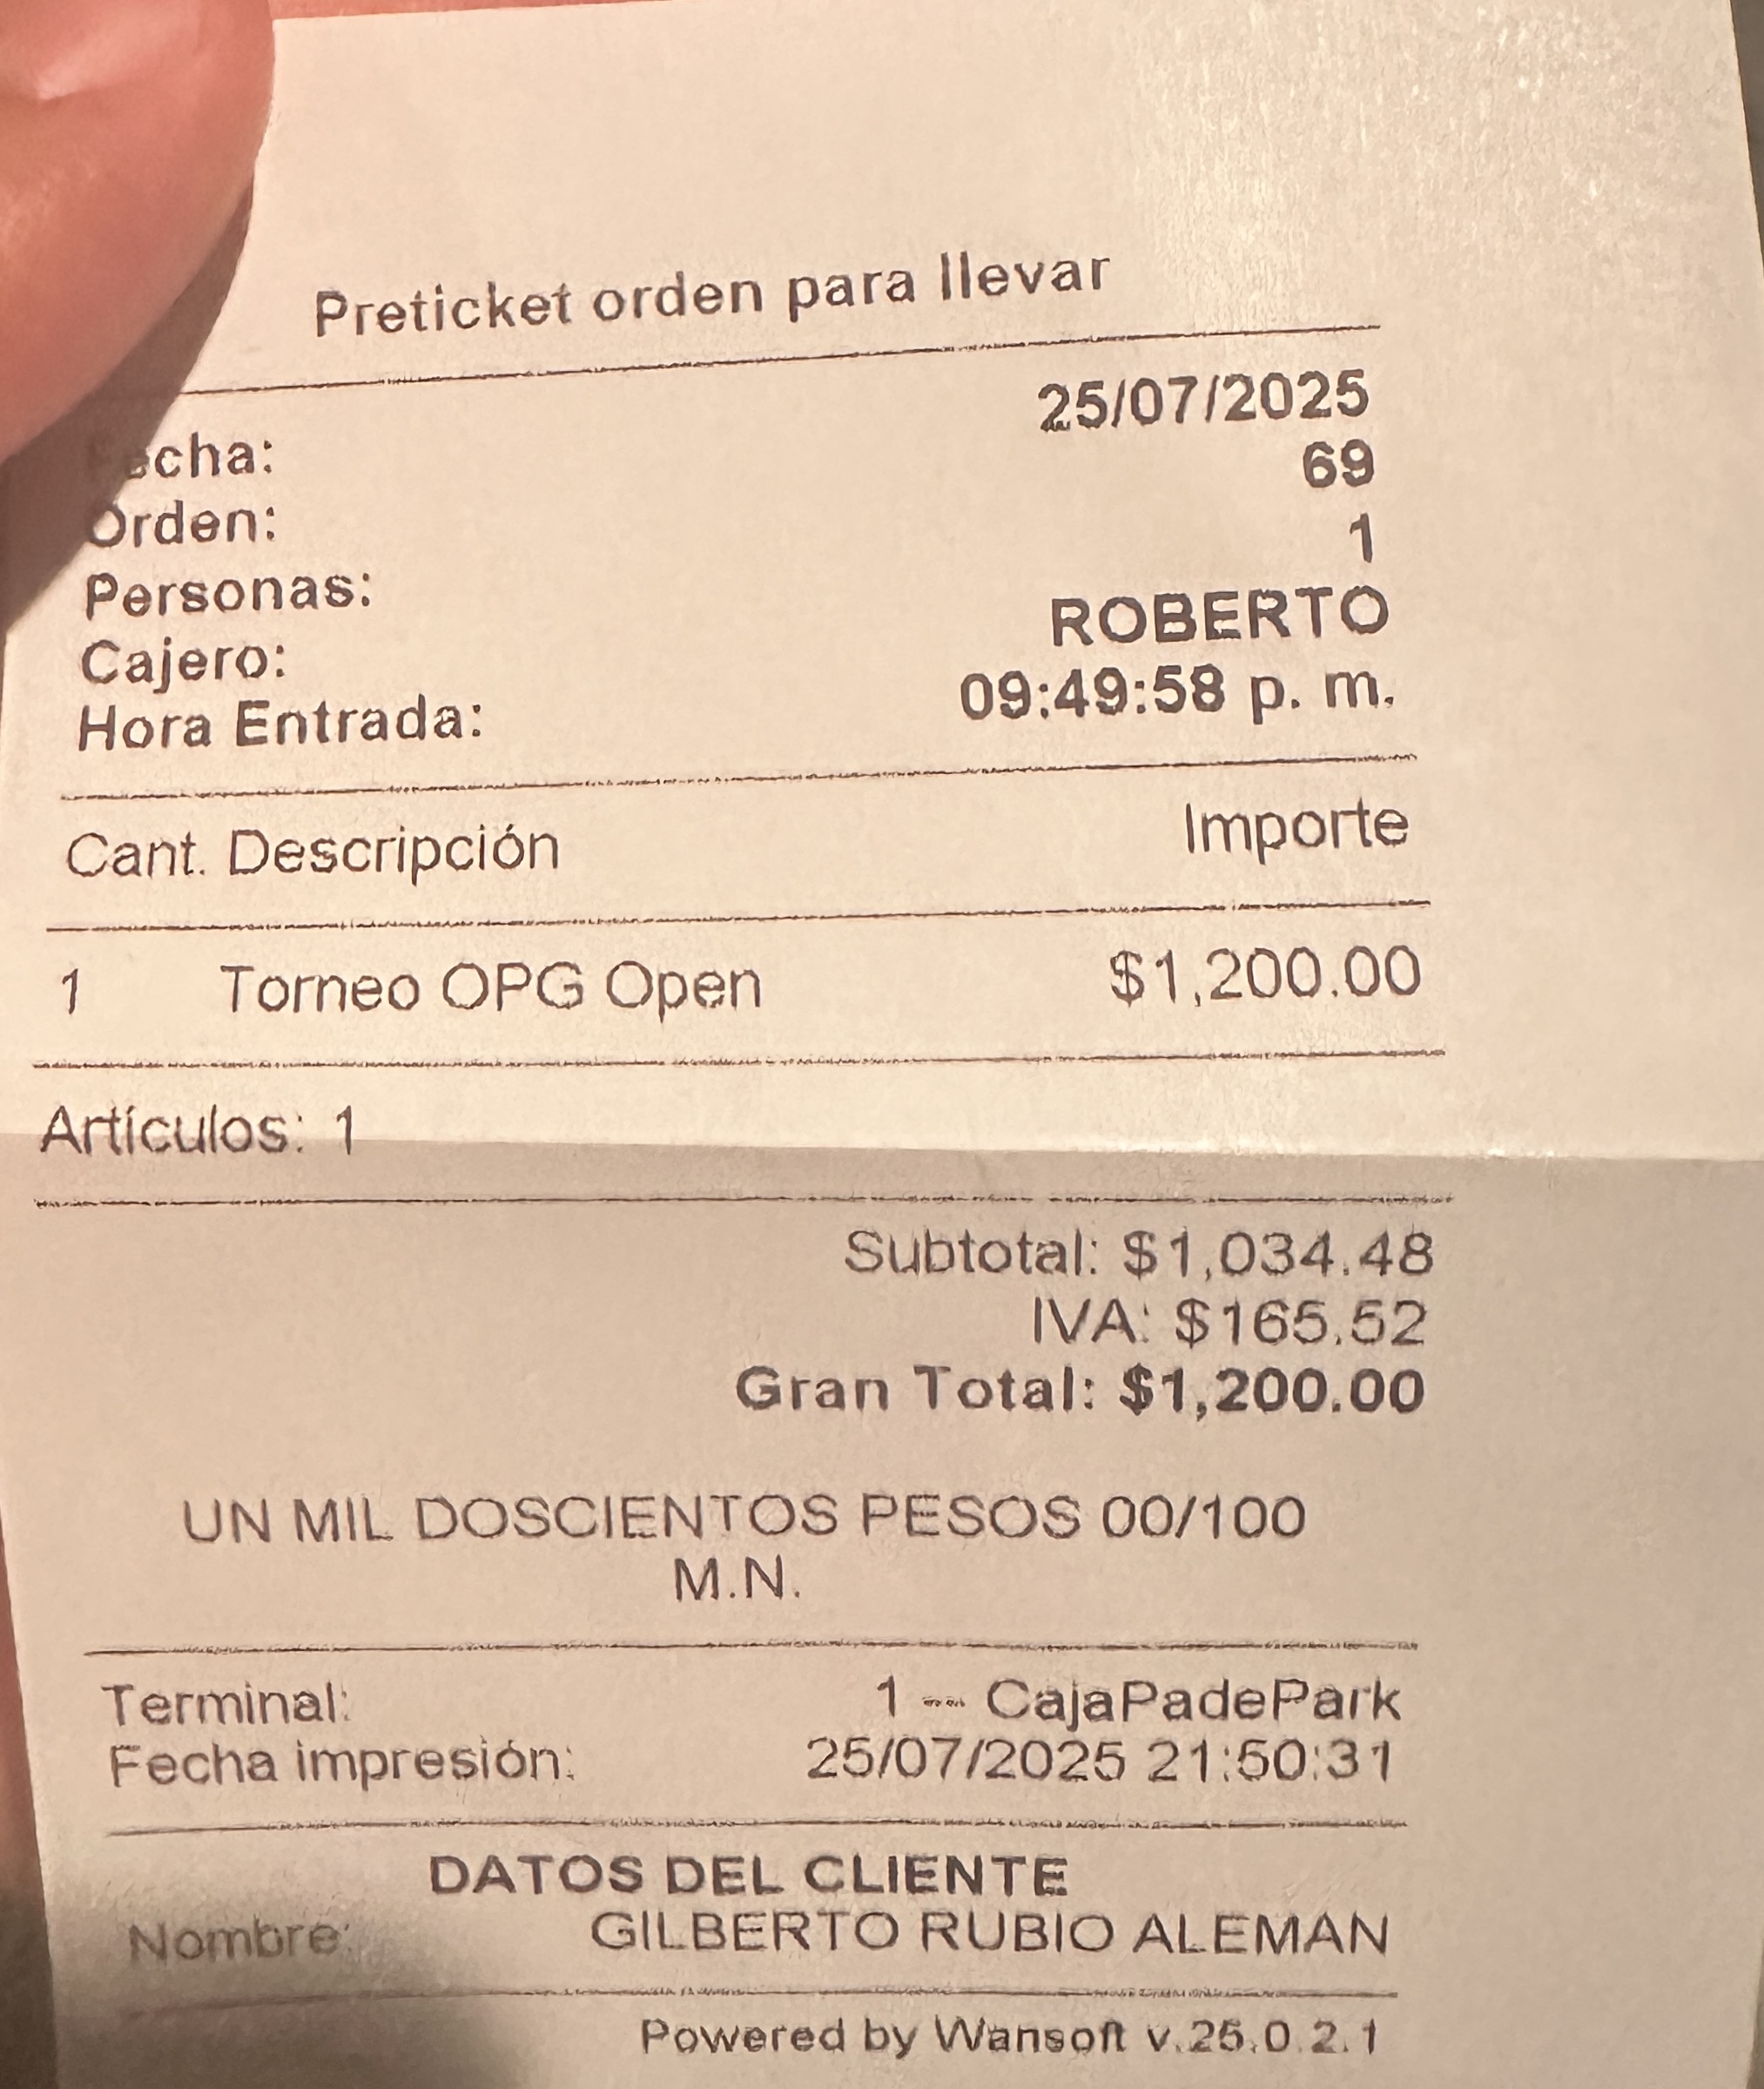 Preticket orden para llevar
Fecha: 25/07/2025
Orden: 69
Personas: 1
Cajero: ROBERTO
Hora Entrada: 09:49:58 p. m.
Cant. Descripción Importe
1 Torneo OPG Open $1,200.00
Artículos: 1
Subtotal: $1,034.48
IVA: $165.52
Gran Total: $1,200.00
UN MIL DOSCIENTOS PESOS 00/100
M.N.
Terminal: 1 --- CajaPadePark
Fecha impresión: 25/07/2025 21:50:31
DATOS DEL CLIENTE
Nombre: GILBERTO RUBIO ALEMAN
Powered by Wansoft v.25.0.2.1